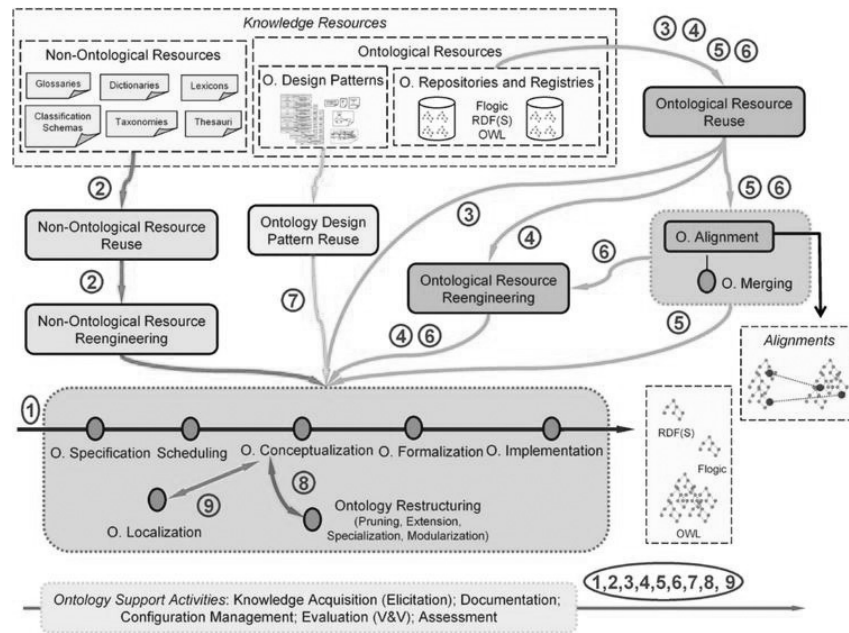 Knowledge Resources
Non-Ontological Resources
Glossaries
Dictionaries
Lexicons
Classification
Schemas
Taxonomies
Thesauri
Ontological Resources
O. Design Patterns
O. Repositories and Registries
Flogic
RDF(S)
OWL
3 4
5 6
Ontological Resource
Reuse
2
3
5 6
Non-Ontological Resource
Reuse
Ontology Design
Pattern Reuse
4
O. Alignment
6
O. Merging
2
Ontological Resource
Reengineering
7
Non-Ontological Resource
Reengineering
4 6
5
Alignments
1
O. Specification
Scheduling
O. Conceptualization
O. Formalization
O. Implementation
RDF(S)
Flogic
OWL
9
8
O. Localization
Ontology Restructuring
(Pruning, Extension,
Specialization, Modularization)
1,2,3,4,5,6,7,8, 9
Ontology Support Activities: Knowledge Acquisition (Elicitation); Documentation;
Configuration Management; Evaluation (V&V); Assessment